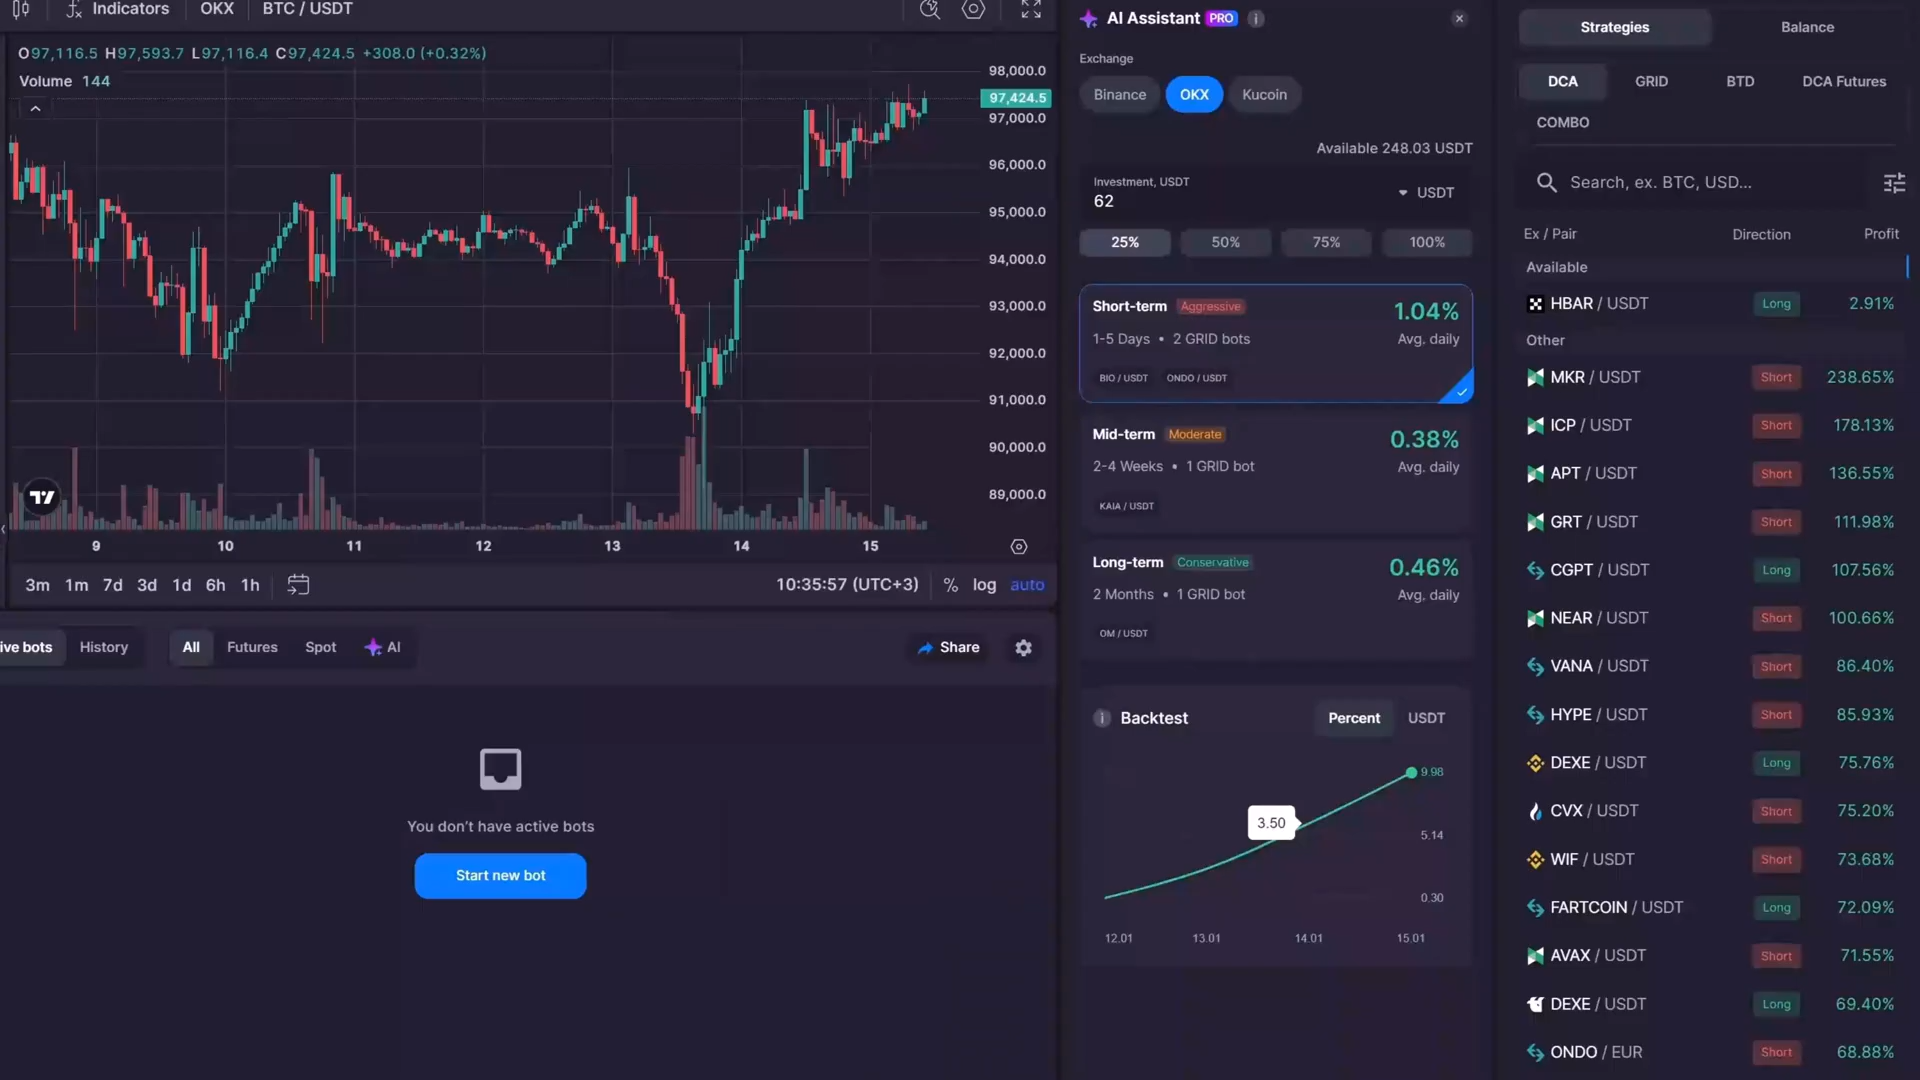 Indicators
OKX
BTC / USDT
O97,116.5 H97,593.7 L97,116.4 C97,424.5 +308.0 (+0.32%)
Volume 144
98,000.0
97,424.5
97,000.0
96,000.0
95,000.0
94,000.0
93,000.0
92,000.0
91,000.0
90,000.0
89,000.0
9 10 11 12 13 14 15
3m 1m 7d 3d 1d 6h 1h
10:35:57 (UTC+3) % log auto
ive bots History All Futures Spot AI Share
You don't have active bots
Start new bot
AI Assistant PRO
Exchange
Binance OKX Kucoin
Available 248.03 USDT
Investment, USDT
62 USDT
25% 50% 75% 100%
Short-term Aggressive 1.04%
1-5 Days • 2 GRID bots Avg. daily
BIO / USDT ONDO / USDT
Mid-term Moderate 0.38%
2-4 Weeks • 1 GRID bot Avg. daily
KAIA / USDT
Long-term Conservative 0.46%
2 Months • 1 GRID bot Avg. daily
OM / USDT
Backtest Percent USDT
9.98
3.50
5.14
0.30
12.01 13.01 14.01 15.01
Strategies Balance
DCA GRID BTD DCA Futures
COMBO
Search, ex. BTC, USD...
Ex / Pair Direction Profit
Available
HBAR / USDT Long 2.91%
Other
MKR / USDT Short 238.65%
ICP / USDT Short 178.13%
APT / USDT Short 136.55%
GRT / USDT Short 111.98%
CGPT / USDT Long 107.56%
NEAR / USDT Short 100.66%
VANA / USDT Short 86.40%
HYPE / USDT Short 85.93%
DEXE / USDT Long 75.76%
CVX / USDT Short 75.20%
WIF / USDT Short 73.68%
FARTCOIN / USDT Long 72.09%
AVAX / USDT Short 71.55%
DEXE / USDT Long 69.40%
ONDO / EUR Short 68.88%